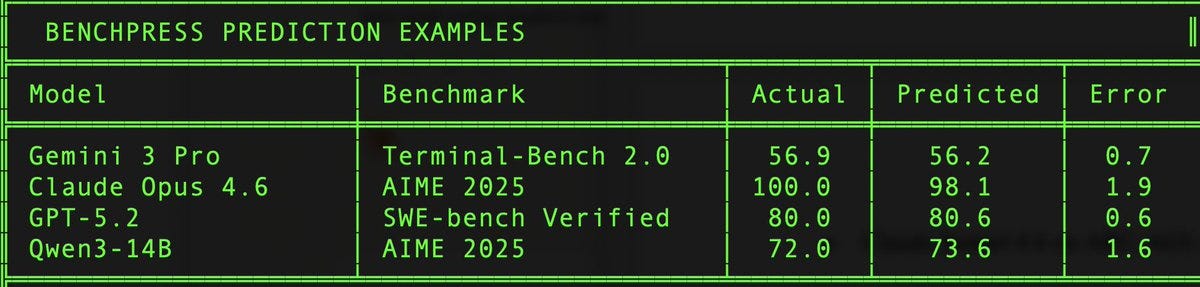 BENCHPRESS PREDICTION EXAMPLES
Model Benchmark Actual Predicted Error
Gemini 3 Pro Terminal-Bench 2.0 56.9 56.2 0.7
Claude Opus 4.6 AIME 2025 100.0 98.1 1.9
GPT-5.2 SWE-bench Verified 80.0 80.6 0.6
Qwen3-14B AIME 2025 72.0 73.6 1.6